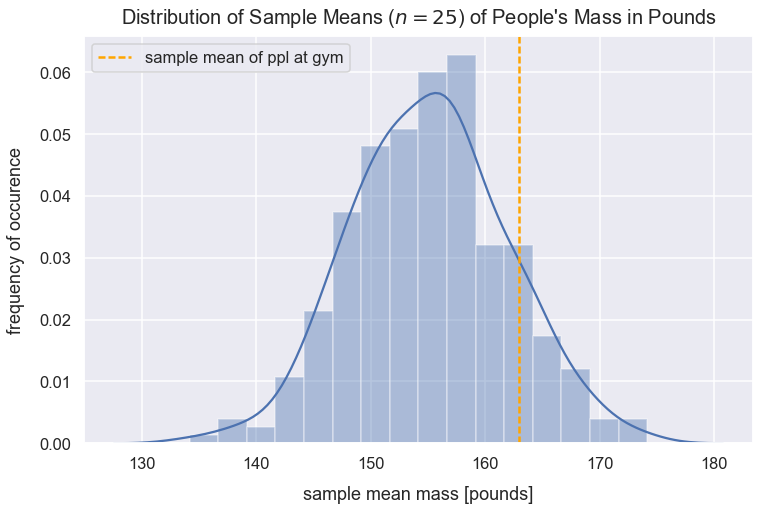 Distribution of Sample Means (n = 25) of People's Mass in Pounds
sample mean of ppl at gym
frequency of occurence
0.06
0.05
0.04
0.03
0.02
0.01
0.00
130 140 150 160 170 180
sample mean mass [pounds]